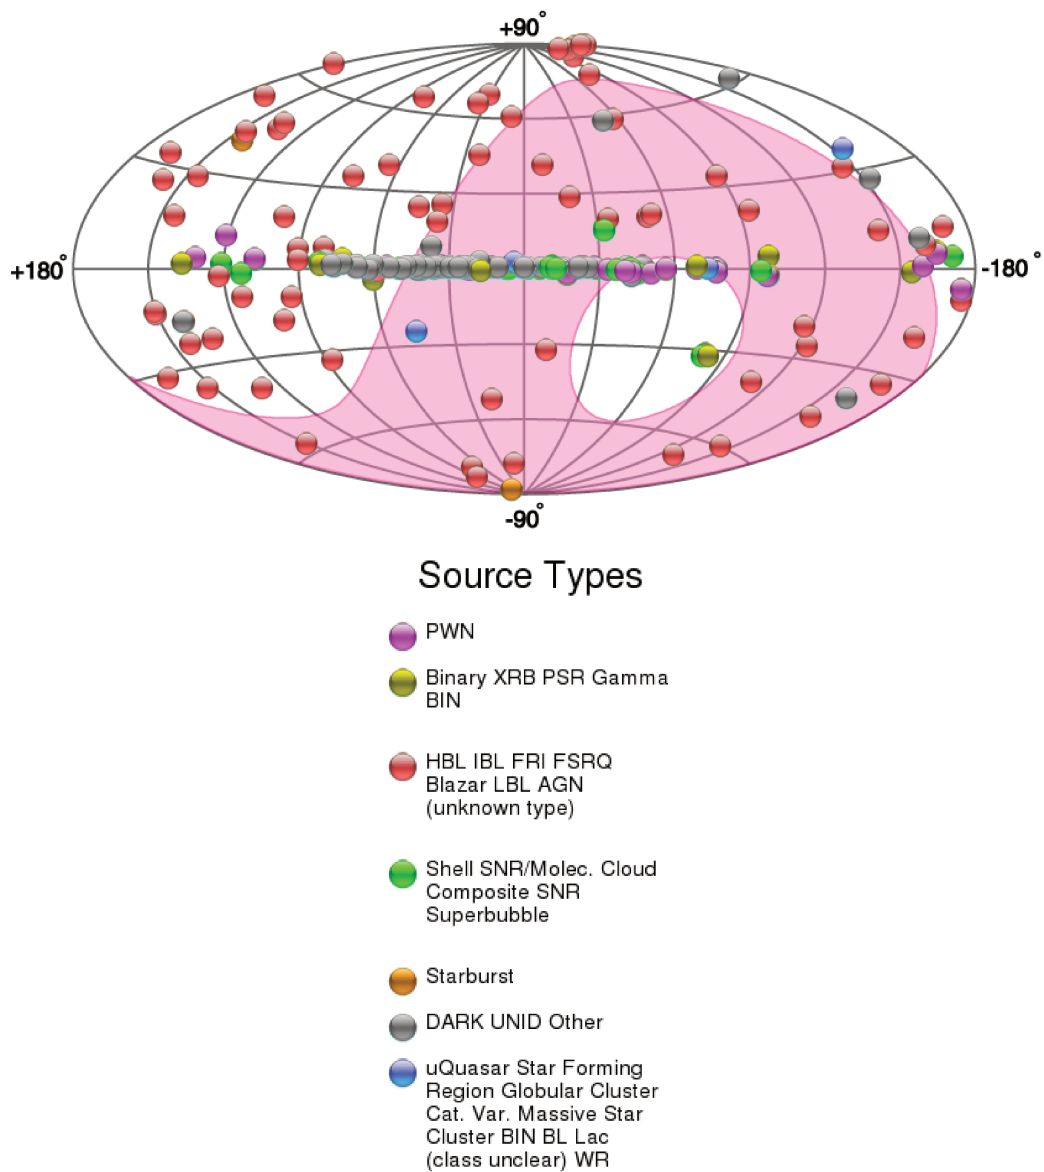 +90°
+180°
-180°
-90°
Source Types
PWN
Binary XRB PSR Gamma
BIN
HBL IBL FRI FSRQ
Blazar LBL AGN
(unknown type)
Shell SNR/Molec. Cloud
Composite SNR
Superbubble
Starburst
DARK UNID Other
uQuasar Star Forming
Region Globular Cluster
Cat. Var. Massive Star
Cluster BIN BL Lac
(class unclear) WR